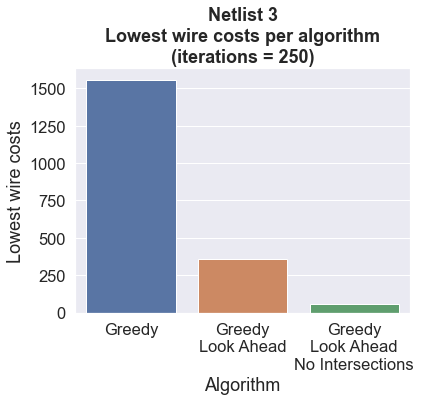 Netlist 3
Lowest wire costs per algorithm
(iterations = 250)
Lowest wire costs
1500
1250
1000
750
500
250
0
Greedy
Greedy
Look Ahead
Greedy
Look Ahead
No Intersections
Algorithm